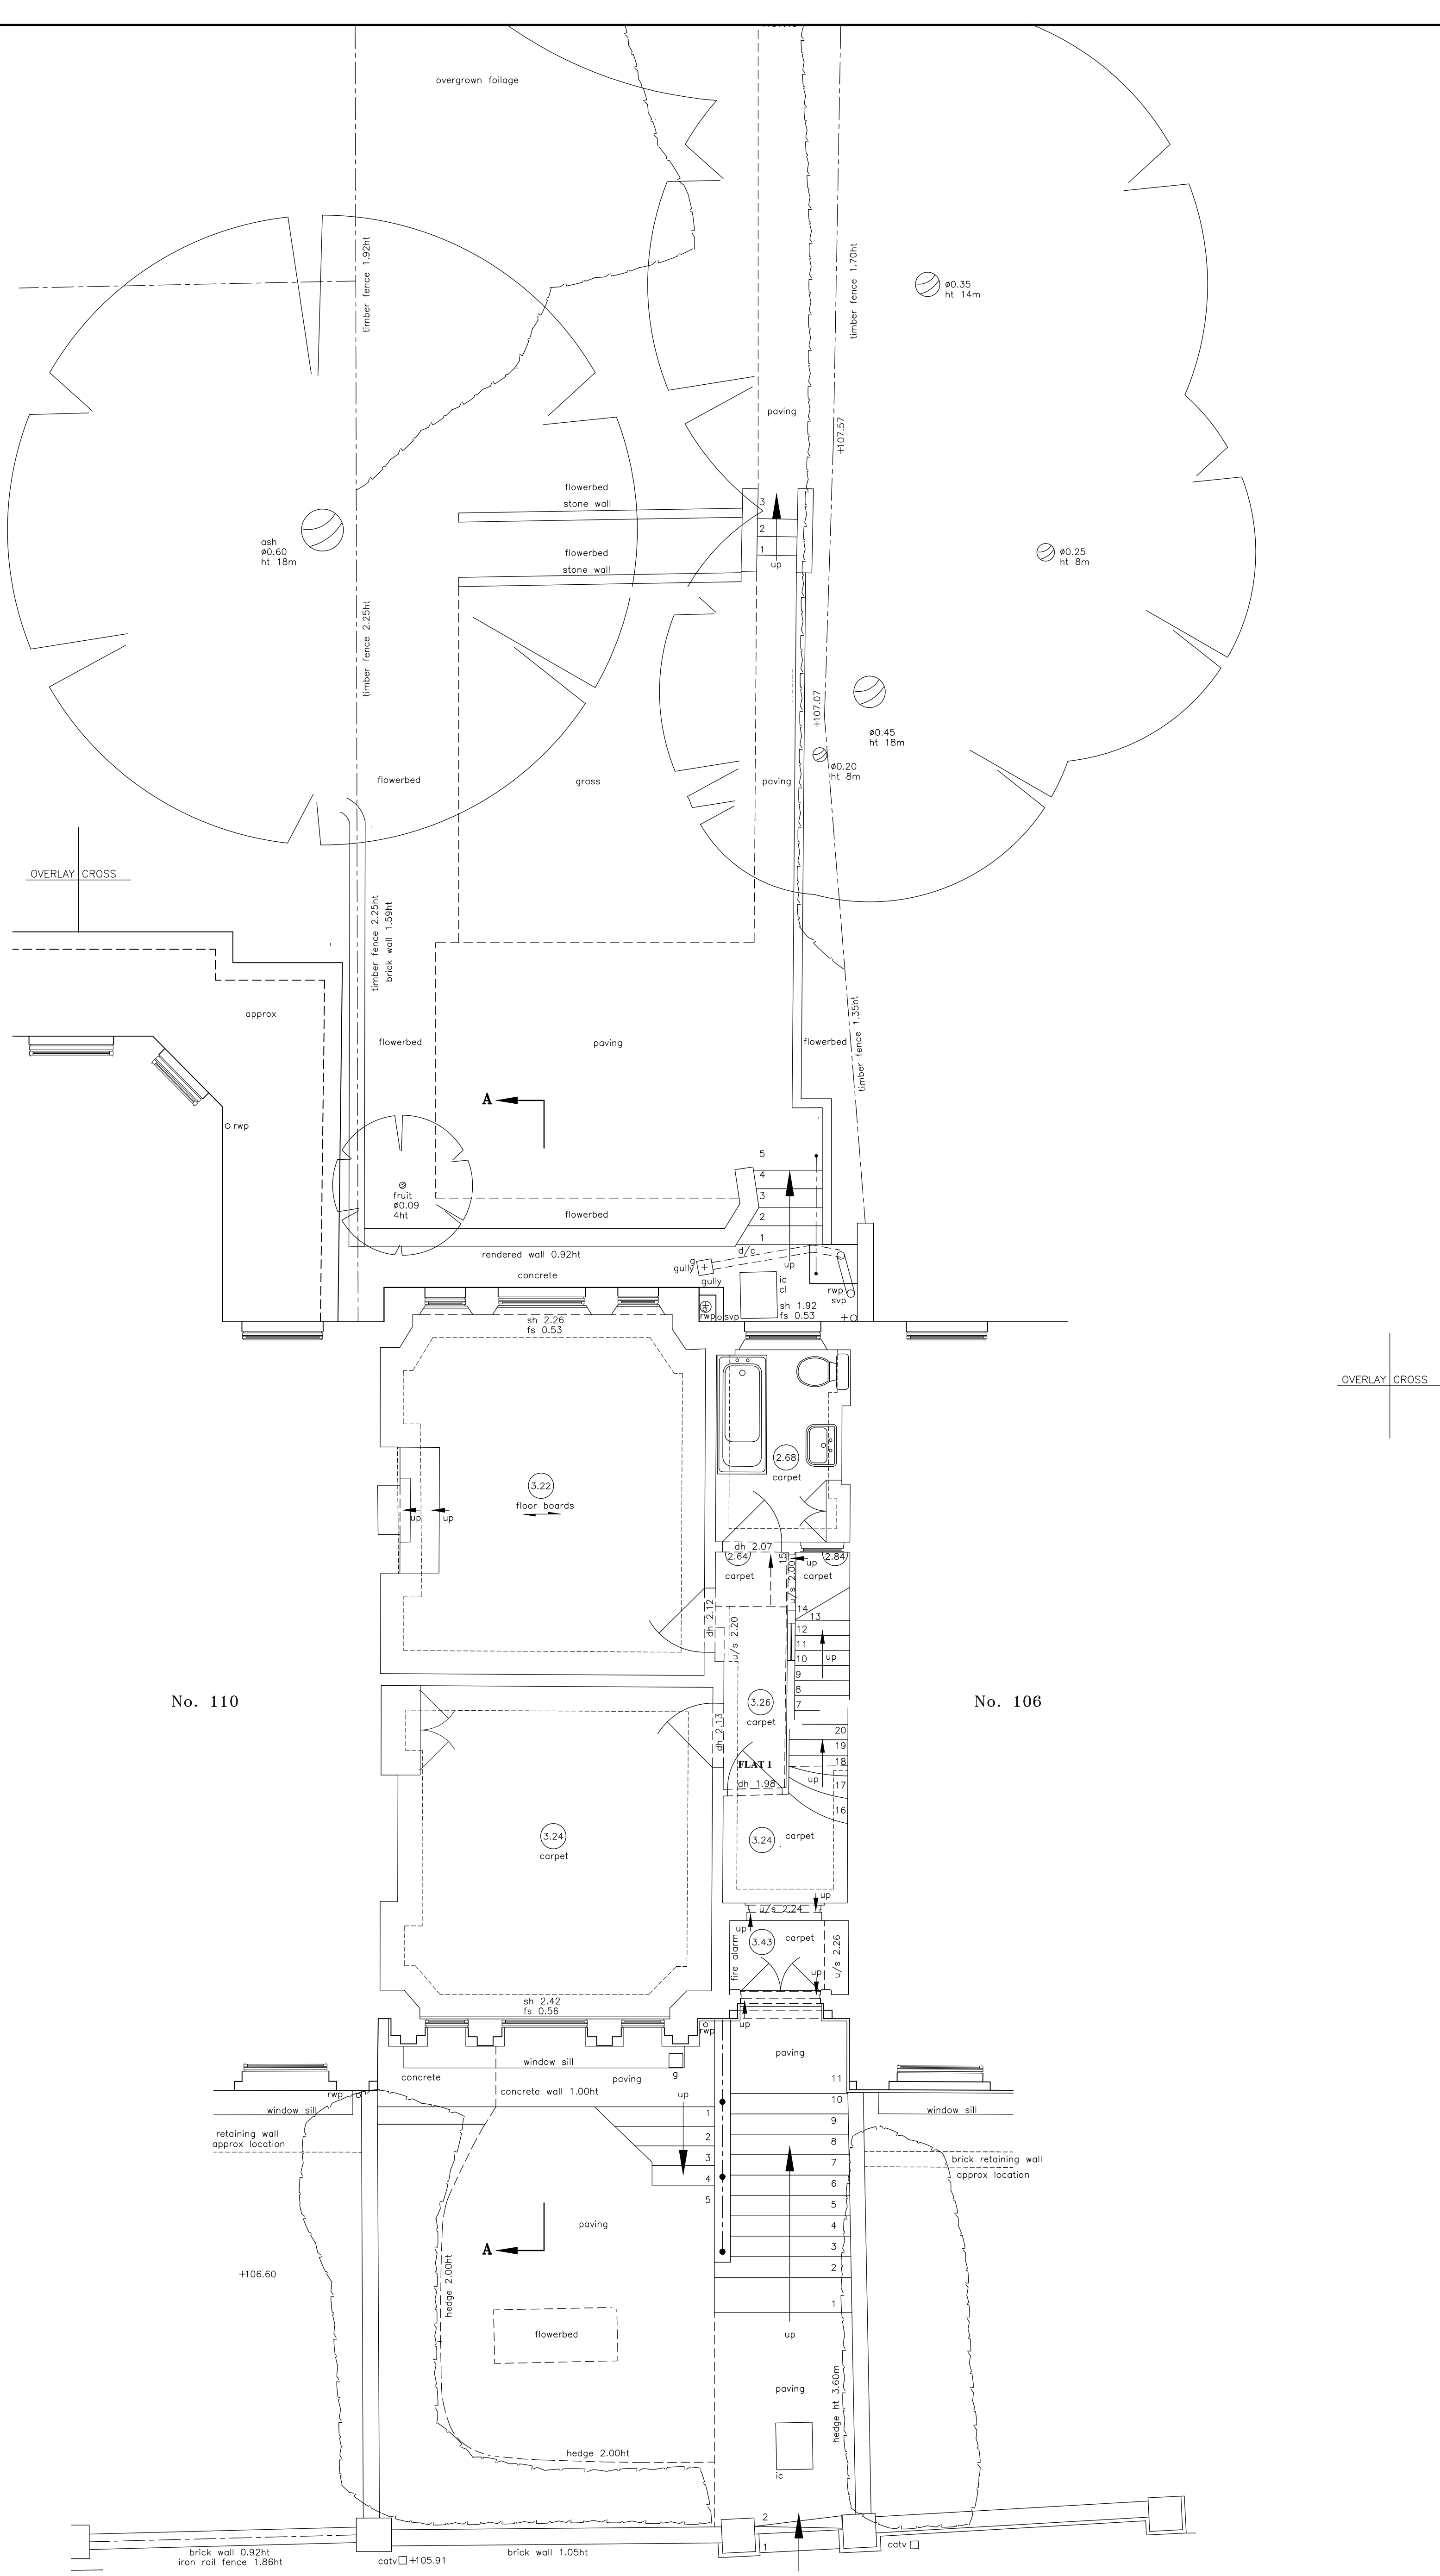 overgrown foilage
timber fence 1.92ht
timber fence 1.70ht
ø0.35
ht 14m
paving
+107.57
flowerbed
stone wall
3
2
1
up
flowerbed
stone wall
ash
ø0.60
ht 18m
ø0.25
ht 8m
timber fence 2.25ht
+107.07
ø0.45
ht 18m
ø0.20
ht 8m
flowerbed
grass
paving
OVERLAY CROSS
timber fence 2.25ht
brick wall 1.59ht
approx
flowerbed
paving
flowerbed
timber fence 1.35ht
A
rwp
5
4
3
2
1
up
fruit
ø0.09
4ht
flowerbed
rendered wall 0.92ht
d/c
g
gully
gully
concrete
ic
cl
rwp
svp
sh 1.92
fs 0.53
rwp
svp
sh 2.26
fs 0.53
OVERLAY CROSS
2.68
carpet
3.22
floor boards
up
up
dh 2.07
2.64
carpet
15
up
2.84
carpet
u/s 2.00
dh 2.12
u/s 2.20
14
13
12
11
10
9
8
7
up
No. 110
No. 106
3.26
carpet
dh 2.13
20
19
18
17
16
up
FLAT 1
dh 1.98
3.24
carpet
3.24
carpet
up
u/s 2.24
up
3.43
carpet
fire alarm
u/s 2.26
up
sh 2.42
fs 0.56
up
rwp
paving
window sill
g
concrete
paving
concrete wall 1.00ht
up
rwp
window sill
window sill
retaining wall
approx location
brick retaining wall
approx location
1
2
3
4
5
11
10
9
8
7
6
5
4
3
2
1
up
paving
A
hedge 2.00ht
+106.60
flowerbed
paving
hedge ht 3.60m
hedge 2.00ht
ic
2
1
brick wall 0.92ht
iron rail fence 1.86ht
catv
+105.91
brick wall 1.05ht
catv